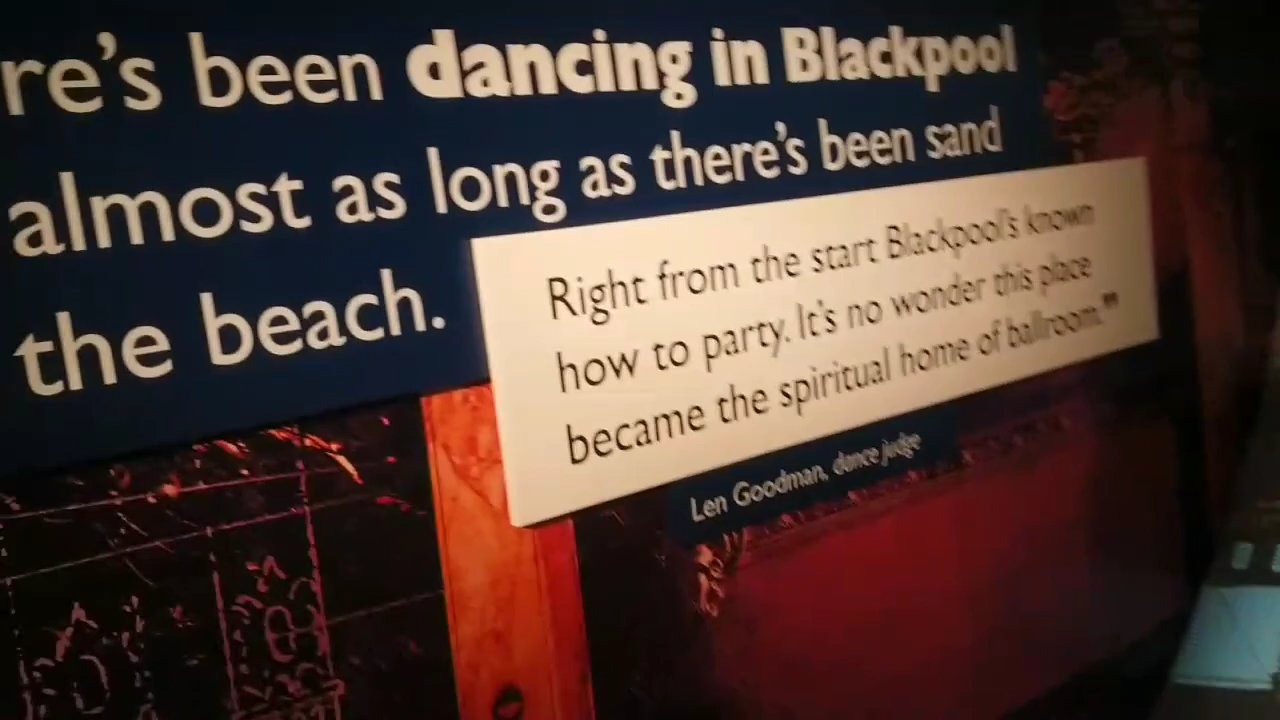 re's been dancing in Blackpool
almost as long as there's been sand
the beach.
Right from the start Blackpool's known
how to party. It's no wonder this place
became the spiritual home of ballroom."
Len Goodman, dance judge